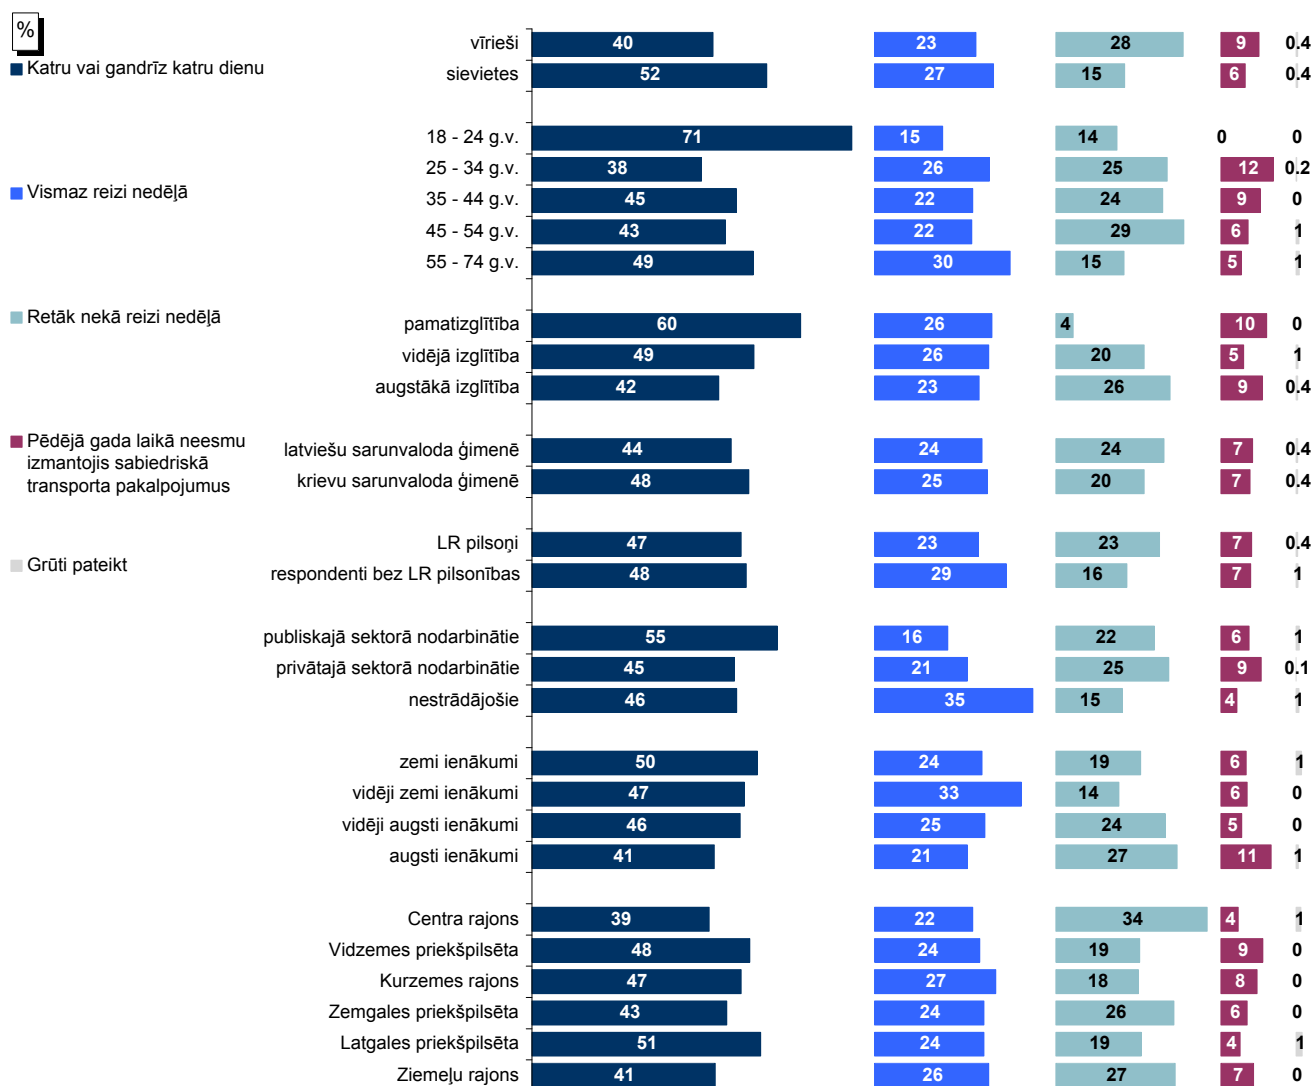 %
Katru vai gandrīz katru dienu
Vismaz reizi nedēļā
Retāk nekā reizi nedēļā
Pēdējā gada laikā neesmu
izmantojis sabiedriskā
transporta pakalpojumus
Grūti pateikt
vīrieši 40 23 28 9 0.4
sievietes 52 27 15 6 0.4
18 - 24 g.v. 71 15 14 0 0
25 - 34 g.v. 38 26 25 12 0.2
35 - 44 g.v. 45 22 24 9 0
45 - 54 g.v. 43 22 29 6 1
55 - 74 g.v. 49 30 15 5 1
pamatizglītība 60 26 4 10 0
vidējā izglītība 49 26 20 5 1
augstākā izglītība 42 23 26 9 0.4
latviešu sarunvaloda ģimenē 44 24 24 7 0.4
krievu sarunvaloda ģimenē 48 25 20 7 0.4
LR pilsoņi 47 23 23 7 0.4
respondenti bez LR pilsonības 48 29 16 7 1
publiskajā sektorā nodarbinātie 55 16 22 6 1
privātajā sektorā nodarbinātie 45 21 25 9 0.1
nestrādājošie 46 35 15 4 1
zemi ienākumi 50 24 19 6 1
vidēji zemi ienākumi 47 33 14 6 0
vidēji augsti ienākumi 46 25 24 5 0
augsti ienākumi 41 21 27 11 1
Centra rajons 39 22 34 4 1
Vidzemes priekšpilsēta 48 24 19 9 0
Kurzemes rajons 47 27 18 8 0
Zemgales priekšpilsēta 43 24 26 6 0
Latgales priekšpilsēta 51 24 19 4 1
Ziemeļu rajons 41 26 27 7 0